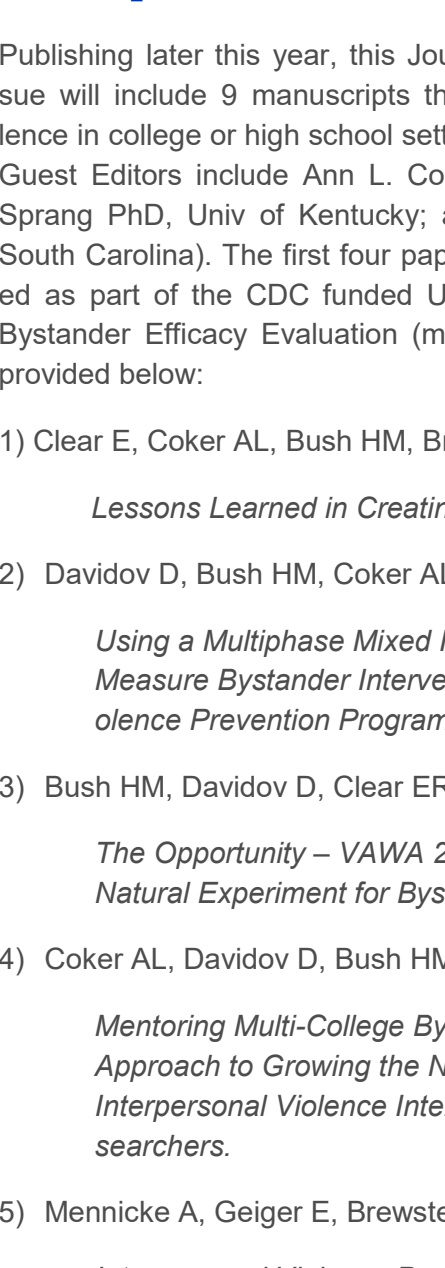 Publishing later this year, this Jou
sue will include 9 manuscripts th
lence in college or high school sett
Guest Editors include Ann L. Co
Sprang PhD, Univ of Kentucky; a
South Carolina). The first four pap
ed as part of the CDC funded U
Bystander Efficacy Evaluation (m
provided below:
1) Clear E, Coker AL, Bush HM, Br
Lessons Learned in Creatin
2) Davidov D, Bush HM, Coker AL
Using a Multiphase Mixed
Measure Bystander Interve
olence Prevention Program
3) Bush HM, Davidov D, Clear ER
The Opportunity – VAWA 2
Natural Experiment for Bys
4) Coker AL, Davidov D, Bush HM
Mentoring Multi-College By
Approach to Growing the N
Interpersonal Violence Inte
searchers.
5) Mennicke A, Geiger E, Brewste